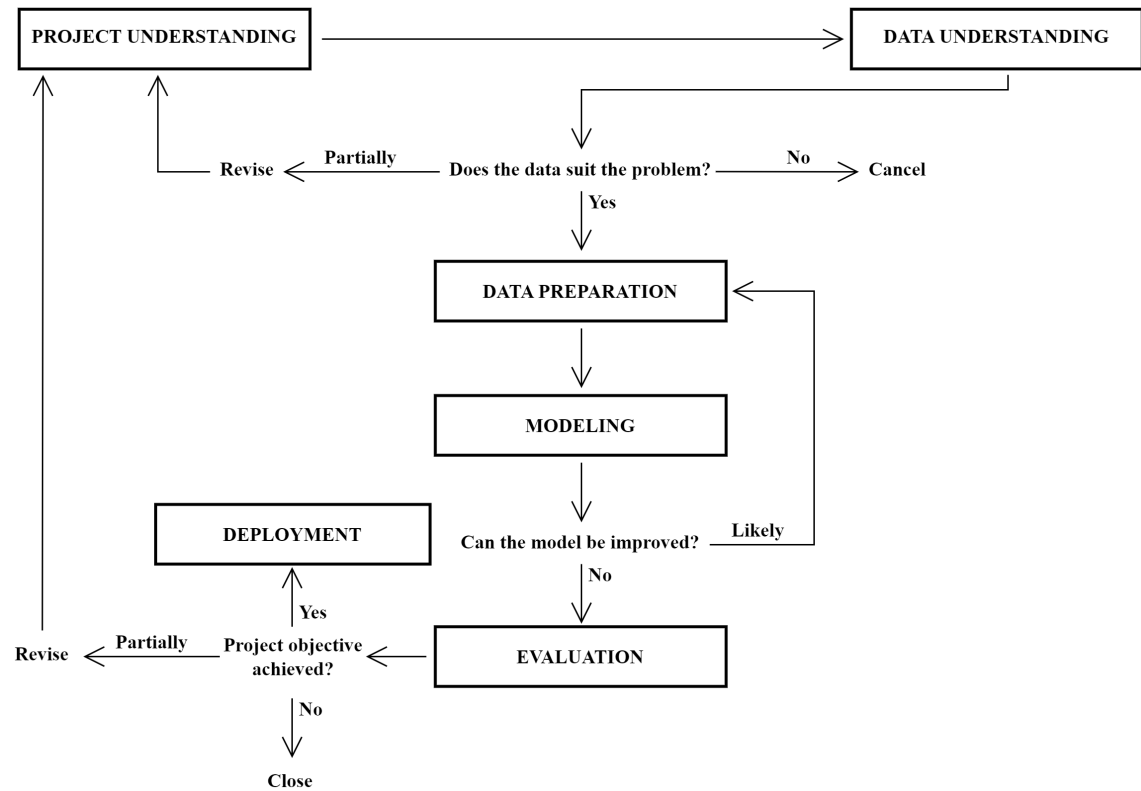 PROJECT UNDERSTANDING
DATA UNDERSTANDING
Revise
Partially
Does the data suit the problem?
No
Cancel
Yes
DATA PREPARATION
MODELING
DEPLOYMENT
Can the model be improved?
Likely
No
Yes
Revise
Partially
Project objective
achieved?
EVALUATION
No
Close